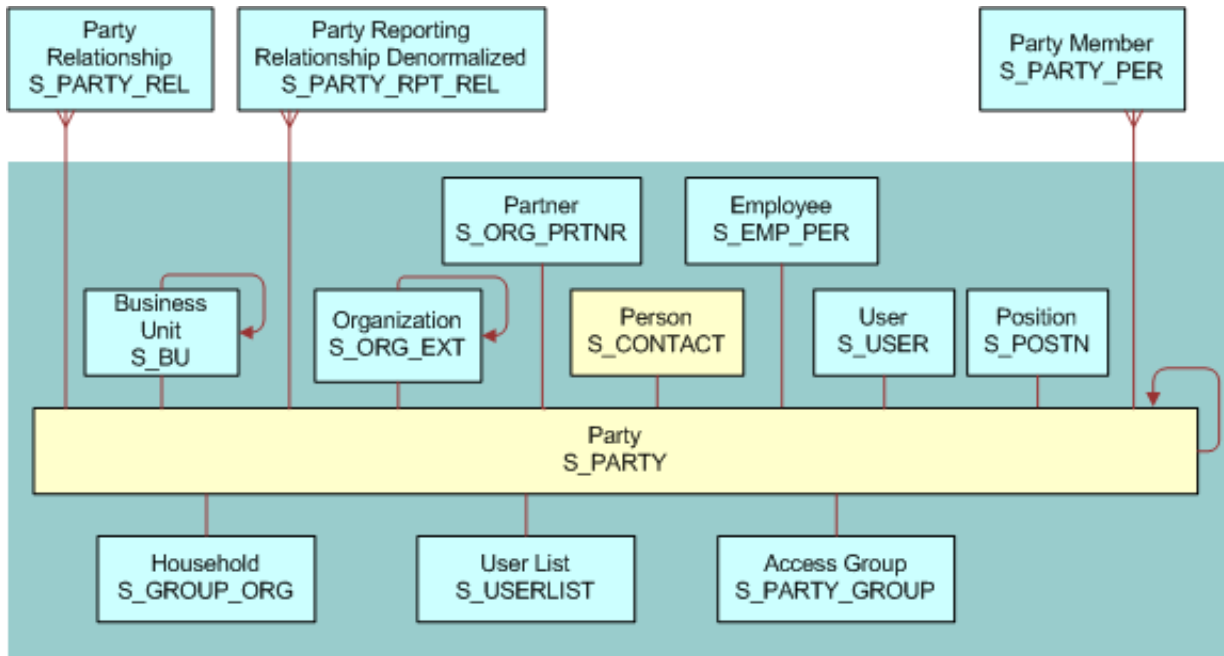 Party
Relationship
S_PARTY_REL
Party Reporting
Relationship Denormalized
S_PARTY_RPT_REL
Party Member
S_PARTY_PER
Partner
S_ORG_PRTNR
Employee
S_EMP_PER
Business
Unit
S_BU
Organization
S_ORG_EXT
Person
S_CONTACT
User
S_USER
Position
S_POSTN
Party
S_PARTY
Household
S_GROUP_ORG
User List
S_USERLIST
Access Group
S_PARTY_GROUP